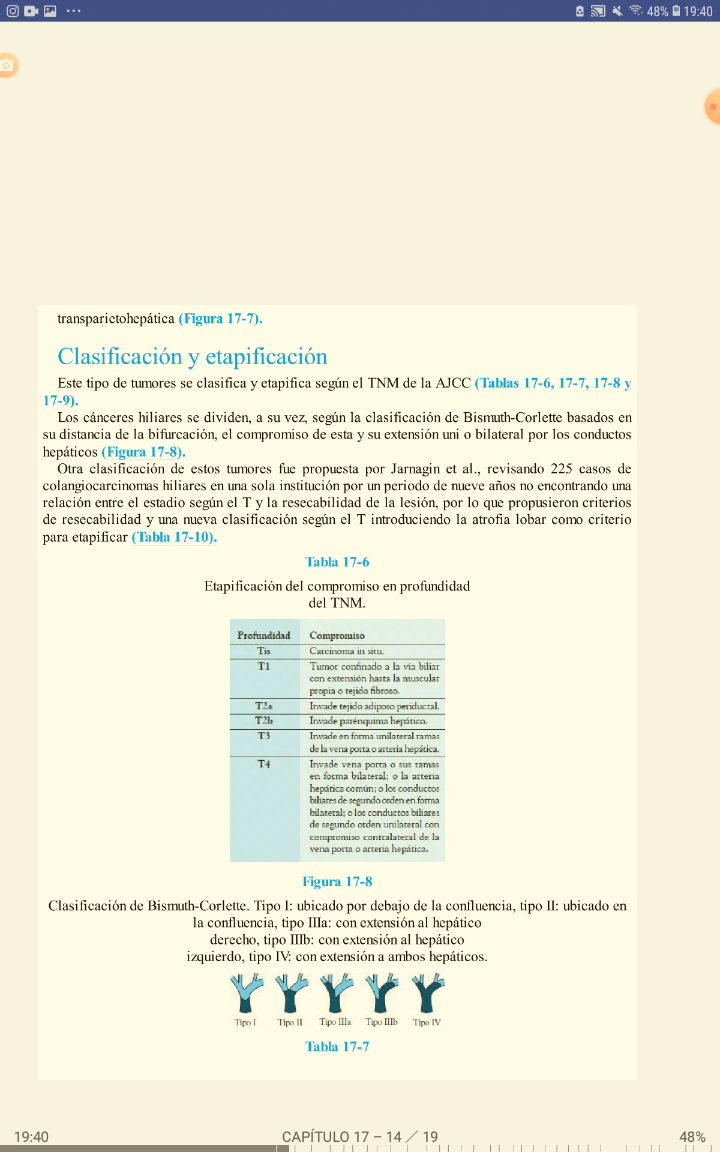 48% 19:40
transparietohepática (Figura 17-7).
Clasificación y etapificación
Este tipo de tumores se clasifica y etapifica según el TNM de la AJCC (Tablas 17-6, 17-7, 17-8 y
17-9).
Los cánceres hiliares se dividen, a su vez, según la clasificación de Bismuth-Corlette basados en
su distancia de la bifurcación, el compromiso de esta y su extensión uni o bilateral por los conductos
hepáticos (Figura 17-8).
Otra clasificación de estos tumores fue propuesta por Jarnagin et al., revisando 225 casos de
colangiocarcinomas hiliares en una sola institución por un periodo de nueve años no encontrando una
relación entre el estadio según el T y la resecabilidad de la lesión, por lo que propusieron criterios
de resecabilidad y una nueva clasificación según el T introduciendo la atrofia lobar como criterio
para etapificar (Tabla 17-10).
Tabla 17-6
Etapificación del compromiso en profundidad
del TNM.
Profundidad Compromiso
Tis Carcinoma in situ.
T1 Tumor confinado a la vía biliar
con extensión hasta la muscular
propia o tejido fibroso.
T2a Invade tejido adiposo periductal.
T2b Invade parénquima hepático.
T3 Invade en forma unilateral ramas
de la vena porta o arteria hepática.
T4 Invade vena porta o sus ramas
en forma bilateral; o la arteria
hepática común; o los conductos
biliares de segundo orden en forma
bilateral; o los conductos biliares
de segundo orden unilateral con
compromiso contralateral de la
vena porta o arteria hepática.
Figura 17-8
Clasificación de Bismuth-Corlette. Tipo I: ubicado por debajo de la confluencia, tipo II: ubicado en
la confluencia, tipo IIIa: con extensión al hepático
derecho, tipo IIIb: con extensión al hepático
izquierdo, tipo IV: con extensión a ambos hepáticos.
Tipo I Tipo II Tipo IIIa Tipo IIIb Tipo IV
Tabla 17-7
19:40 CAPÍTULO 17 – 14 / 19 48%